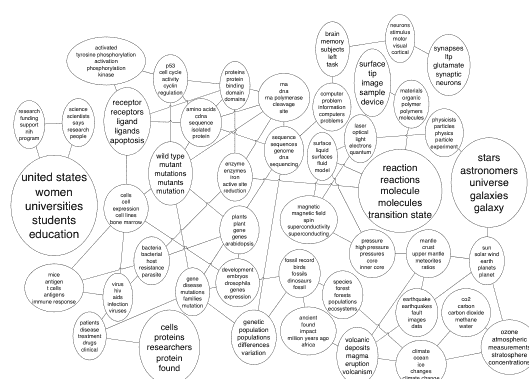 neurons
stimulus
motor
visual
cortical
brain
memory
subjects
left
task
activated
tyrosine phosphorylation
activation
phosphorylation
kinase
synapses
ltp
glutamate
synaptic
neurons
p53
cell cycle
activity
cyclin
regulation
proteins
protein
binding
domains
domains
rna
dna
rna polymerase
cleavage
site
surface
tip
image
sample
device
computer
problem
information
computers
problems
materials
organic
polymer
polymers
molecules
research
funding
support
nih
program
science
scientists
says
research
people
receptor
receptors
ligand
ligands
apoptosis
amino acids
cdna
sequence
isolated
protein
laser
optical
light
electrons
quantum
physicists
particles
physics
particle
experiment
sequences
sequence
genome
dna
sequencing
surface
liquid
surfaces
fluid
model
wild type
mutant
mutations
mutants
mutation
enzyme
enzymes
iron
active site
reduction
reaction
reactions
molecule
molecules
transition state
stars
astronomers
universe
galaxies
galaxy
united states
women
universities
students
education
cells
cell
expression
cell lines
bone marrow
plants
plant
gene
genes
arabidopsis
magnetic
magnetic field
spin
superconductivity
superconducting
bacteria
bacterial
host
resistance
parasite
pressure
high pressure
pressures
core
inner core
mantle
crust
upper mantle
meteorites
ratios
sun
solar wind
earth
planets
planet
mice
antigen
t cells
antigens
immune response
virus
hiv
aids
infection
viruses
gene
disease
mutations
families
mutation
development
embryos
drosophila
genes
expression
fossil record
birds
fossils
dinosaurs
fossil
species
forest
forests
populations
ecosystems
earthquake
earthquakes
fault
images
data
co2
carbon
carbon dioxide
methane
water
patients
disease
treatment
drugs
clinical
cells
proteins
researchers
protein
found
genetic
population
populations
differences
variation
ancient
found
impact
million years ago
africa
volcanic
deposits
magma
eruption
volcanism
climate
ocean
ice
changes
climate change
ozone
atmospheric
measurements
stratosphere
concentrations